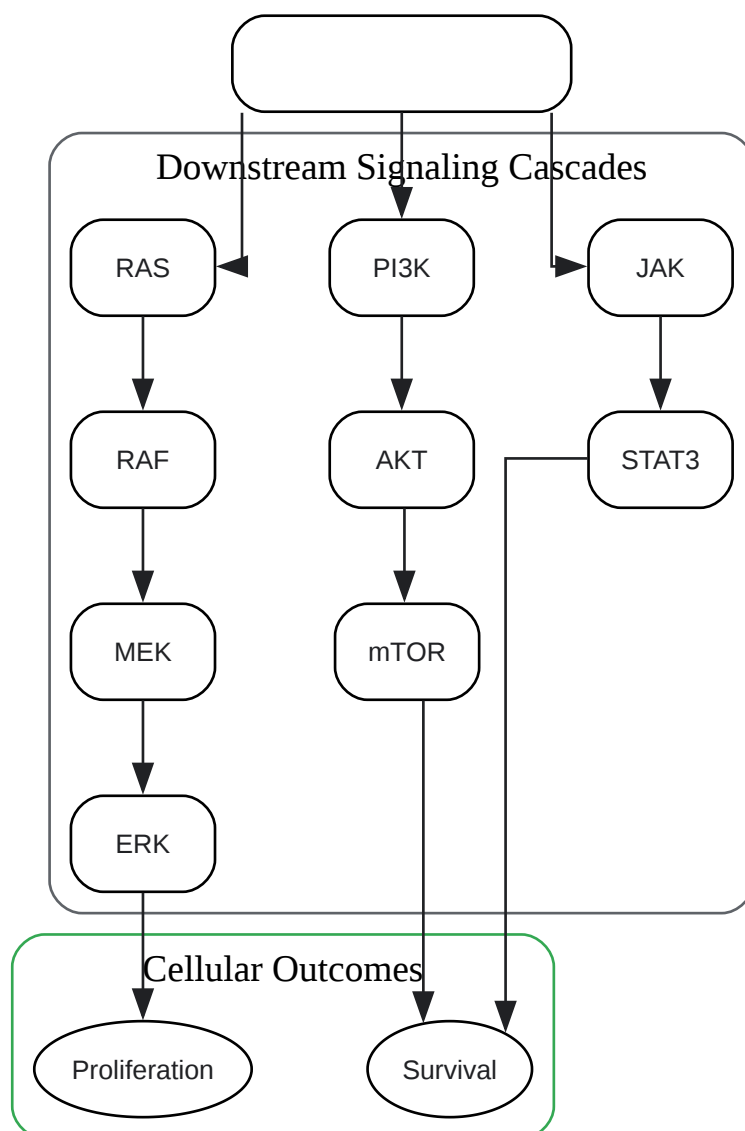 Downstream Signaling Cascades
RAS
PI3K
JAK
RAF
AKT
STAT3
MEK
mTOR
ERK
Cellular Outcomes
Proliferation
Survival